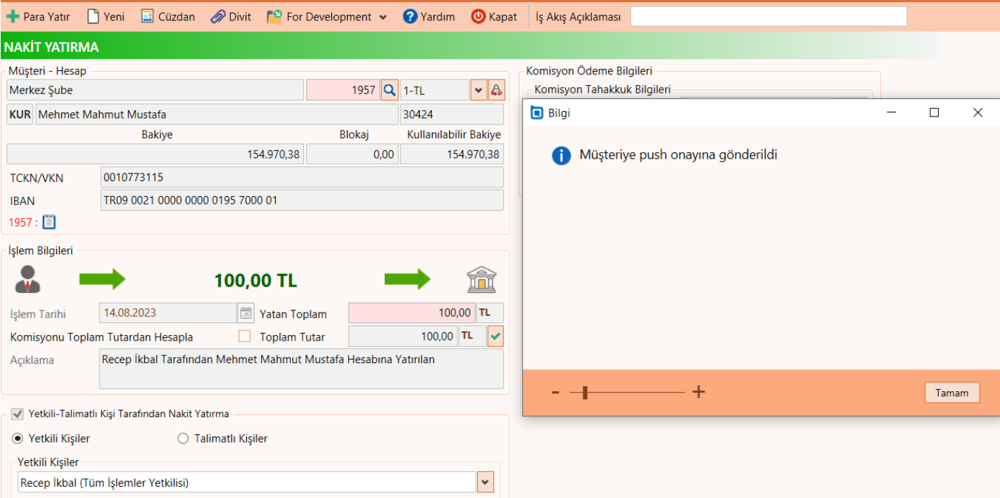 Para Yatır Yeni Cüzdan Divit For Development Yardım Kapat İş Akış Açıklaması
NAKİT YATIRMA
Müşteri - Hesap
Merkez Şube 1957 1-TL
KUR Mehmet Mahmut Mustafa 30424
Bakiye Blokaj Kullanılabilir Bakiye
154.970,38 0,00 154.970,38
TCKN/VKN 0010773115
IBAN TR09 0021 0000 0000 0195 7000 01
1957 :
İşlem Bilgileri
100,00 TL
İşlem Tarihi 14.08.2023 Yatan Toplam 100,00 TL
Komisyonu Toplam Tutardan Hesapla Toplam Tutar 100,00 TL
Açıklama Recep İkbal Tarafından Mehmet Mahmut Mustafa Hesabına Yatırılan
Yetkili-Talimatlı Kişi Tarafından Nakit Yatırma
Yetkili Kişiler Talimatlı Kişiler
Yetkili Kişiler
Recep İkbal (Tüm İşlemler Yetkilisi)
Komisyon Ödeme Bilgileri
Komisyon Tahakkuk Bilgileri
Bilgi
Müşteriye push onayına gönderildi
- +
Tamam